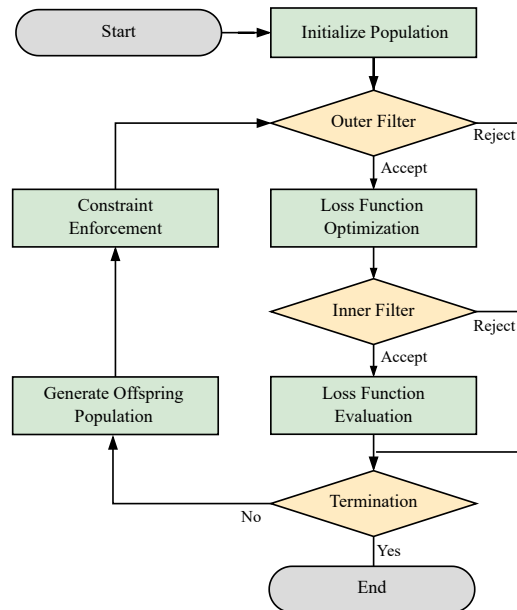 Start
Initialize Population
Outer Filter
Reject
Accept
Constraint
Enforcement
Loss Function
Optimization
Inner Filter
Reject
Accept
Generate Offspring
Population
Loss Function
Evaluation
Termination
No
Yes
End